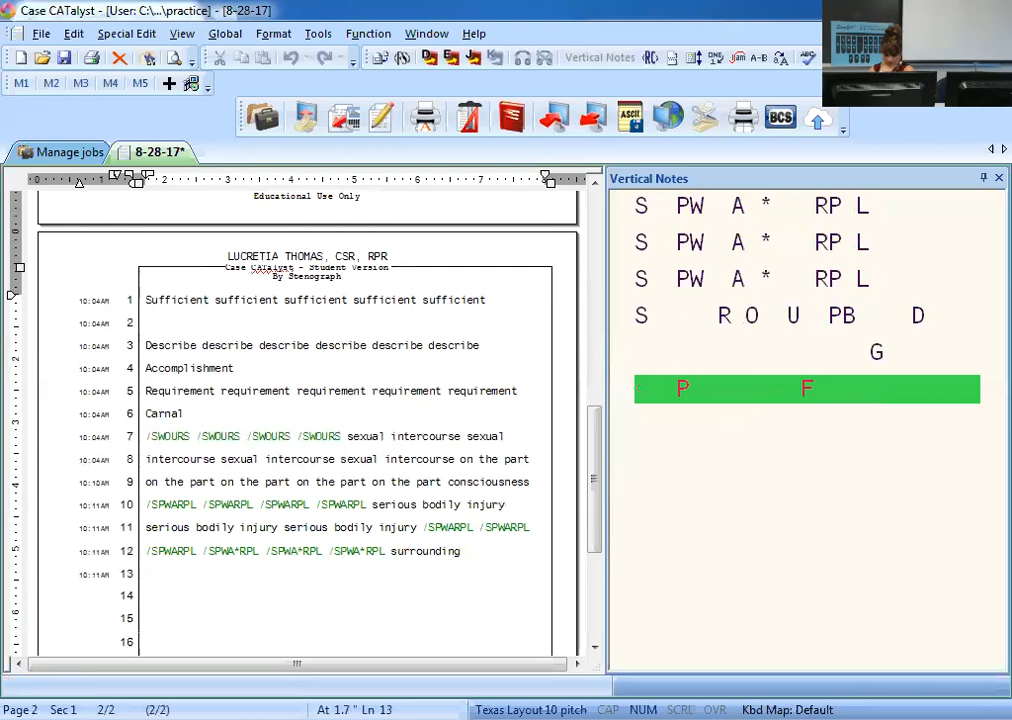 Case CATalyst - [User: C:\...\practice] - [8-28-17]
File Edit Insert Special Edit View Global Format Tools Function Window Help
Vertical Notes
M1 M2 M3 M4 M5
ASCII BCS
Manage jobs 8-28-17*
Educational Use Only
LUCRETIA THOMAS, CSR, RPR
Case CATalyst - Student Version
By Stenograph
10:04AM 1 Sufficient sufficient sufficient sufficient sufficient
10:04AM 2
10:04AM 3 Describe describe describe describe describe describe
10:04AM 4 Accomplishment
10:04AM 5 Requirement requirement requirement requirement requirement
10:04AM 6 Carnal
10:04AM 7 /SWOURS /SWOURS /SWOURS /SWOURS sexual intercourse sexual
10:04AM 8 intercourse sexual intercourse sexual intercourse on the part
10:10AM 9 on the part on the part on the part on the part consciousness
10:11AM 10 /SPWARPL /SPWARPL /SPWARPL /SPWARPL serious bodily injury
10:11AM 11 serious bodily injury serious bodily injury /SPWARPL /SPWARPL
10:11AM 12 /SPWARPL /SPWA*RPL /SPWA*RPL /SPWA*RPL surrounding
10:11AM 13
14
15
16
Vertical Notes
S PW A * RP L
S PW A * RP L
S PW A * RP L
S R O U PB D
G
P F
Page 2 Sec 1 2/2 (2/2) At 1.7" Ln 13 Texas Layout 10 pitch CAP NUM SCRL OVR Kbd Map: Default